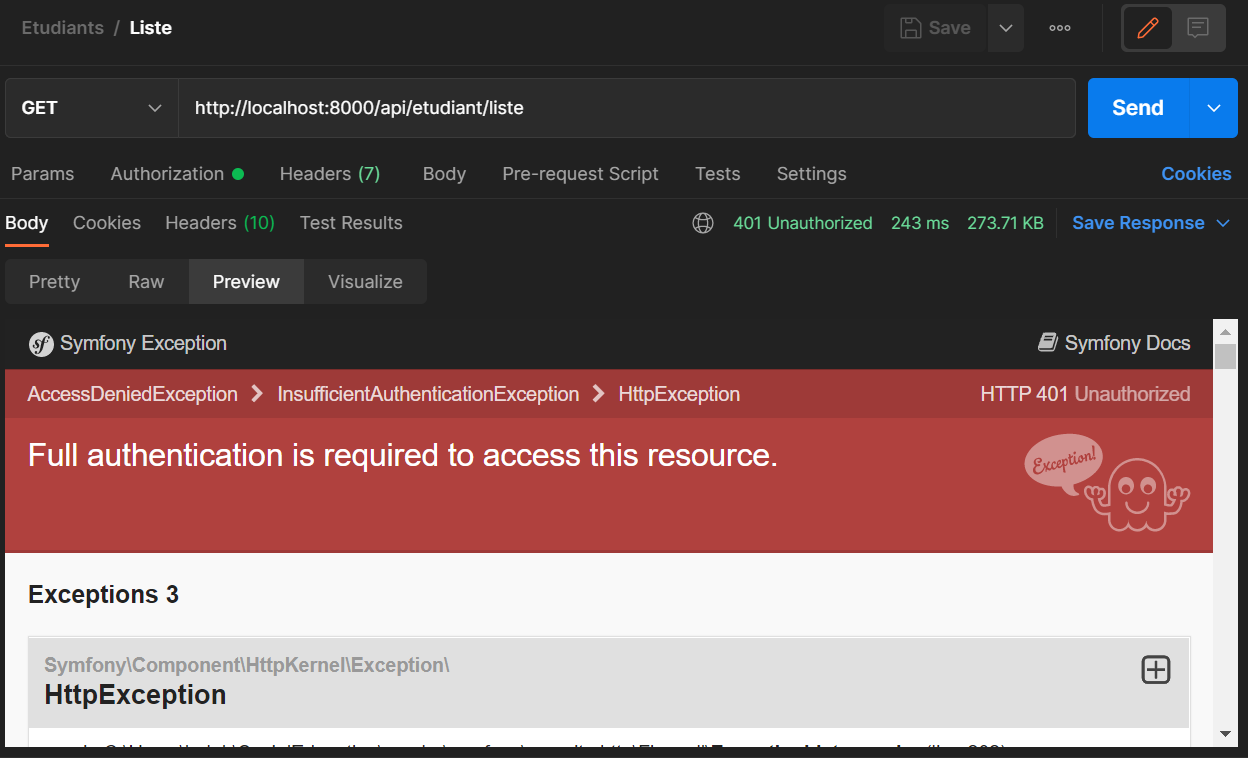 Etudiants / Liste
Save
GET
http://localhost:8000/api/etudiant/liste
Send
Params Authorization Headers (7) Body Pre-request Script Tests Settings Cookies
Body Cookies Headers (10) Test Results 401 Unauthorized 243 ms 273.71 KB Save Response
Pretty Raw Preview Visualize
sf Symfony Exception Symfony Docs
AccessDeniedException InsufficientAuthenticationException HttpException HTTP 401 Unauthorized
Full authentication is required to access this resource.
Exception!
Exceptions 3
Symfony\Component\HttpKernel\Exception\
HttpException